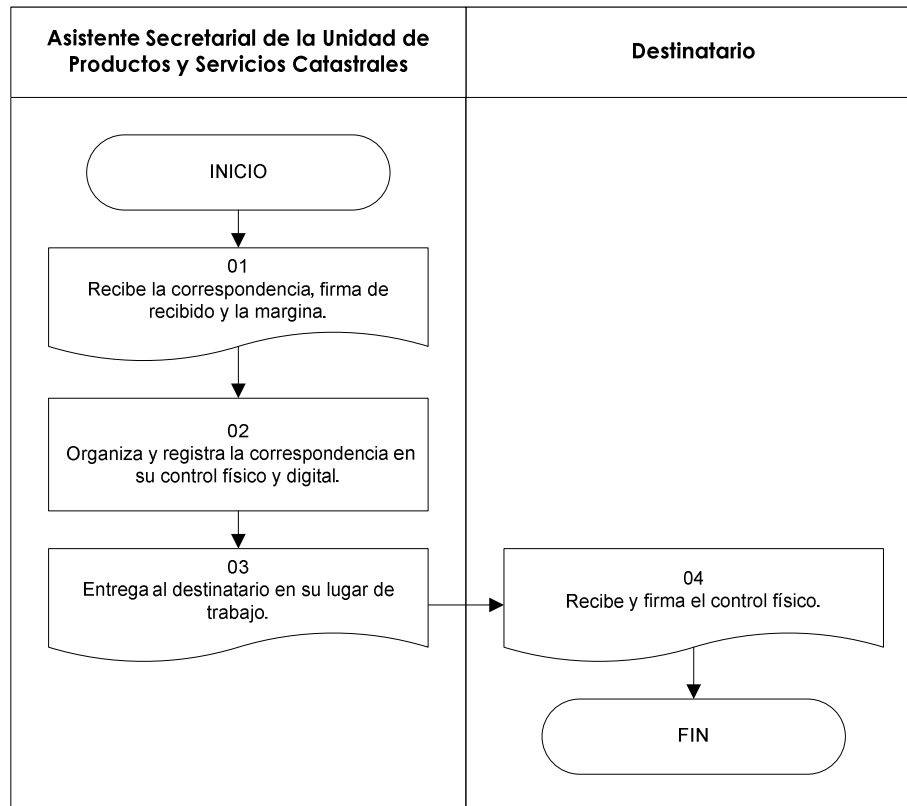 Asistente Secretarial de la Unidad de
Productos y Servicios Catastrales
Destinatario
INICIO
01
Recibe la correspondencia, firma de
recibido y la margina.
02
Organiza y registra la correspondencia en
su control físico y digital.
03
Entrega al destinatario en su lugar de
trabajo.
04
Recibe y firma el control físico.
FIN